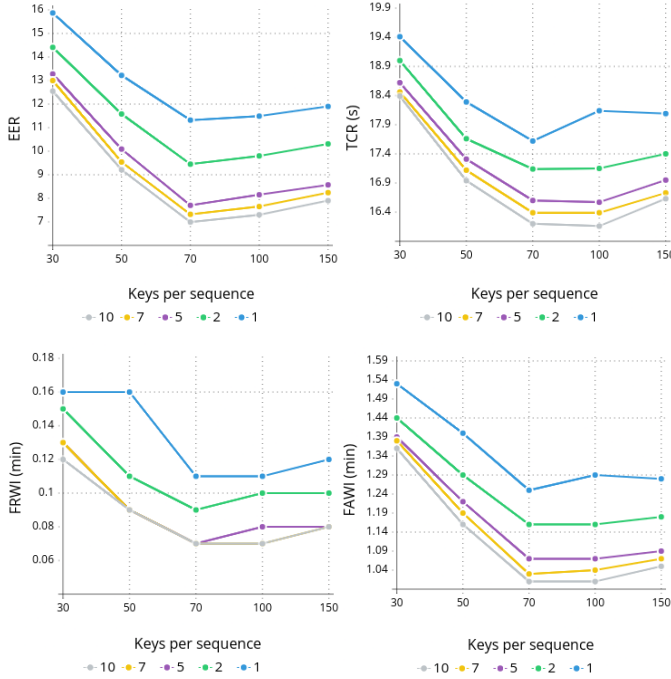 16
15
14
13
12
11
10
9
8
7
EER
30 50 70 100 150
Keys per sequence
10 7 5 2 1
19.9
19.4
18.9
18.4
17.9
17.4
16.9
16.4
TCR (s)
30 50 70 100 150
Keys per sequence
10 7 5 2 1
0.18
0.16
0.14
0.12
0.1
0.08
0.06
FRWI (min)
30 50 70 100 150
Keys per sequence
10 7 5 2 1
1.59
1.54
1.49
1.44
1.39
1.34
1.29
1.24
1.19
1.14
1.09
1.04
FAWI (min)
30 50 70 100 150
Keys per sequence
10 7 5 2 1